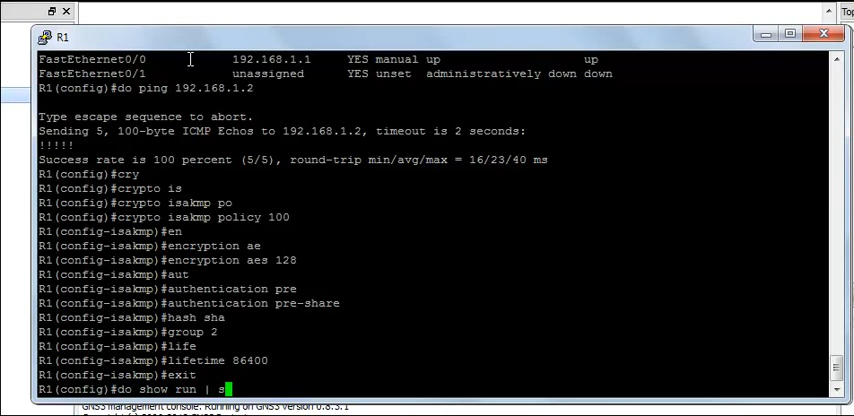 Top
R1
FastEthernet0/0 192.168.1.1 YES manual up up
FastEthernet0/1 unassigned YES unset administratively down down
R1(config)#do ping 192.168.1.2
Type escape sequence to abort.
Sending 5, 100-byte ICMP Echos to 192.168.1.2, timeout is 2 seconds:
!!!!!
Success rate is 100 percent (5/5), round-trip min/avg/max = 16/23/40 ms
R1(config)#cry
R1(config)#crypto is
R1(config)#crypto isakmp po
R1(config)#crypto isakmp policy 100
R1(config-isakmp)#en
R1(config-isakmp)#encryption ae
R1(config-isakmp)#encryption aes 128
R1(config-isakmp)#aut
R1(config-isakmp)#authentication pre
R1(config-isakmp)#authentication pre-share
R1(config-isakmp)#hash sha
R1(config-isakmp)#group 2
R1(config-isakmp)#life
R1(config-isakmp)#lifetime 86400
R1(config-isakmp)#exit
R1(config)#do show run | s
GNS3 management console. Running on GNS3 version 0.8.3.1